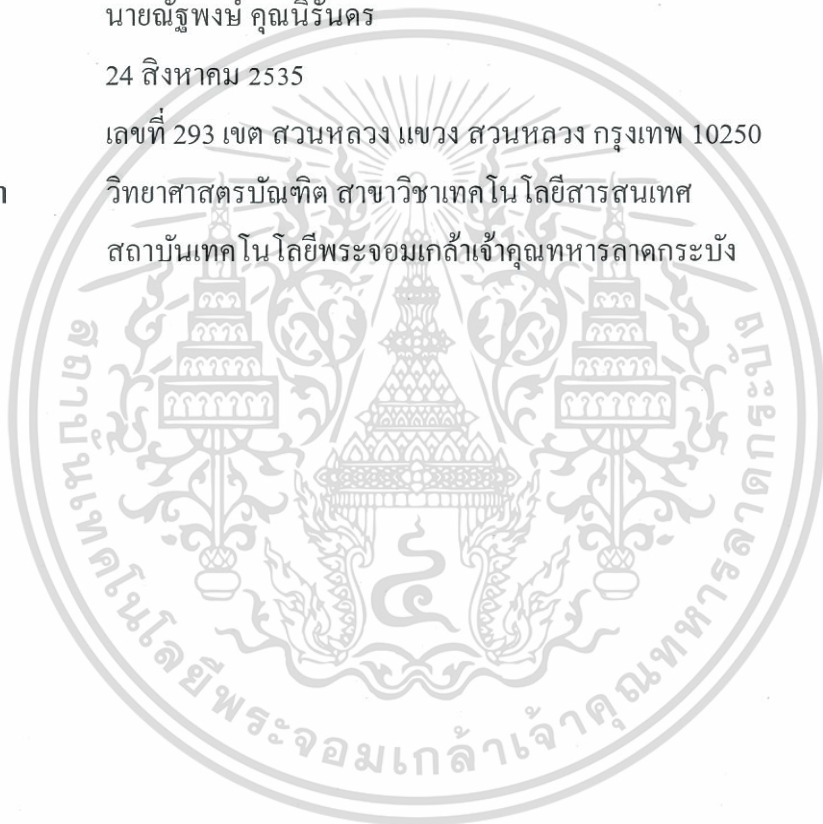 นายณัฐพงษ์ คุณนิรันดร
24 สิงหาคม 2535
เลขที่ 293 เขต สวนหลวง แขวง สวนหลวง กรุงเทพ 10250
วิทยาศาสตรบัณฑิต สาขาวิชาเทคโนโลยีสารสนเทศ
สถาบันเทคโนโลยีพระจอมเกล้าเจ้าคุณทหารลาดกระบัง
สถาบันเทคโนโลยีพระจอมเกล้าเจ้าคุณทหารลาดกระบัง